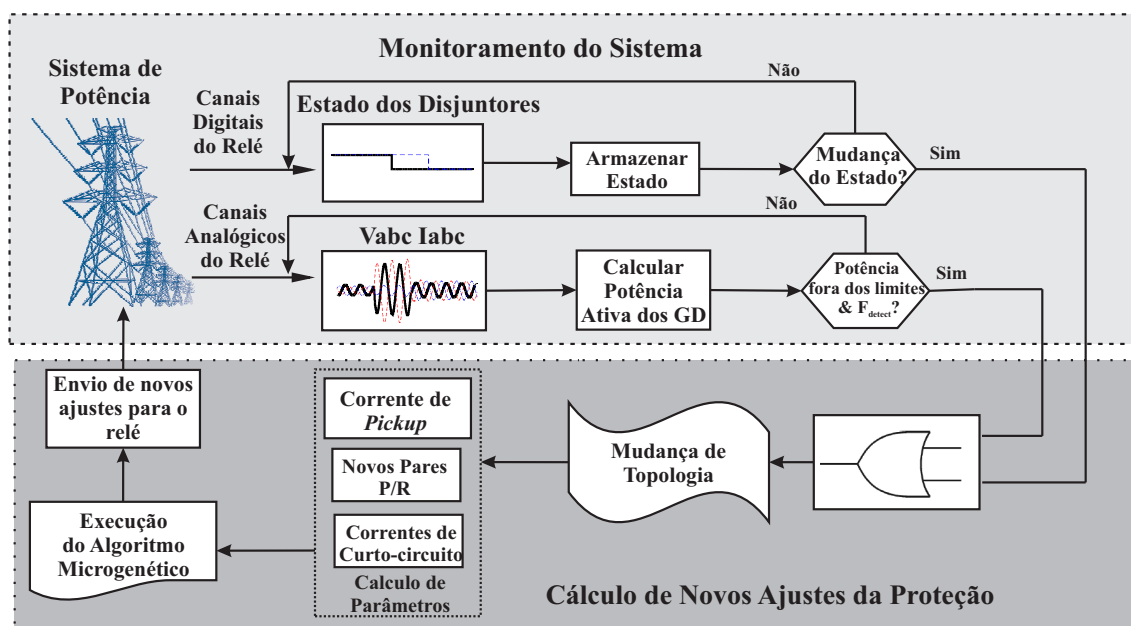 Monitoramento do Sistema
Sistema de
Potência
Canais
Digitais
do Relé
Estado dos Disjuntores
Armazenar
Estado
Mudança
do Estado?
Não
Sim
Canais
Analógicos
do Relé
Vabc Iabc
Calcular
Potência
Ativa dos GD
Potência
fora dos limites
& F_detect?
Não
Sim
Envio de novos
ajustes para o
relé
Execução
do Algoritmo
Microgenético
Corrente de
Pickup
Novos Pares
P/R
Correntes de
Curto-circuito
Calculo de
Parâmetros
Mudança de
Topologia
Cálculo de Novos Ajustes da Proteção